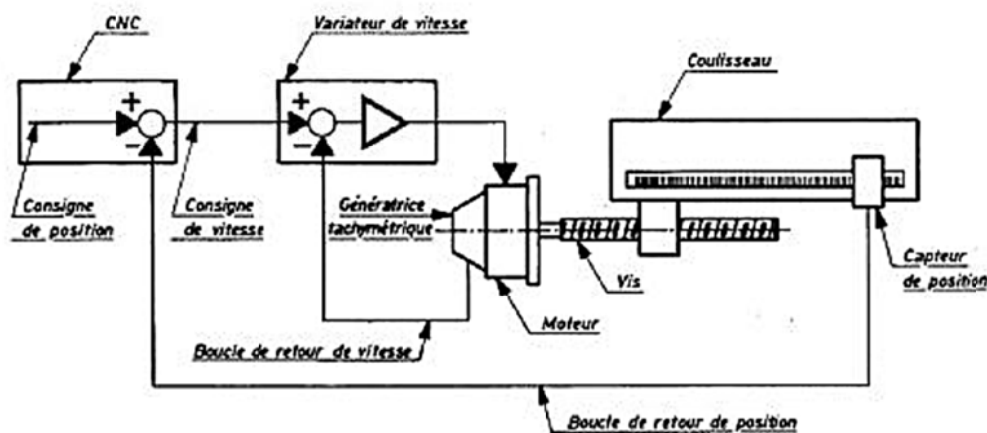 CNC
Variateur de vitesse
Coulisseau
+
-
+
-
Consigne
de position
Consigne
de vitesse
Génératrice
tachymétrique
Vis
Capteur
de position
Moteur
Boucle de retour de vitesse
Boucle de retour de position